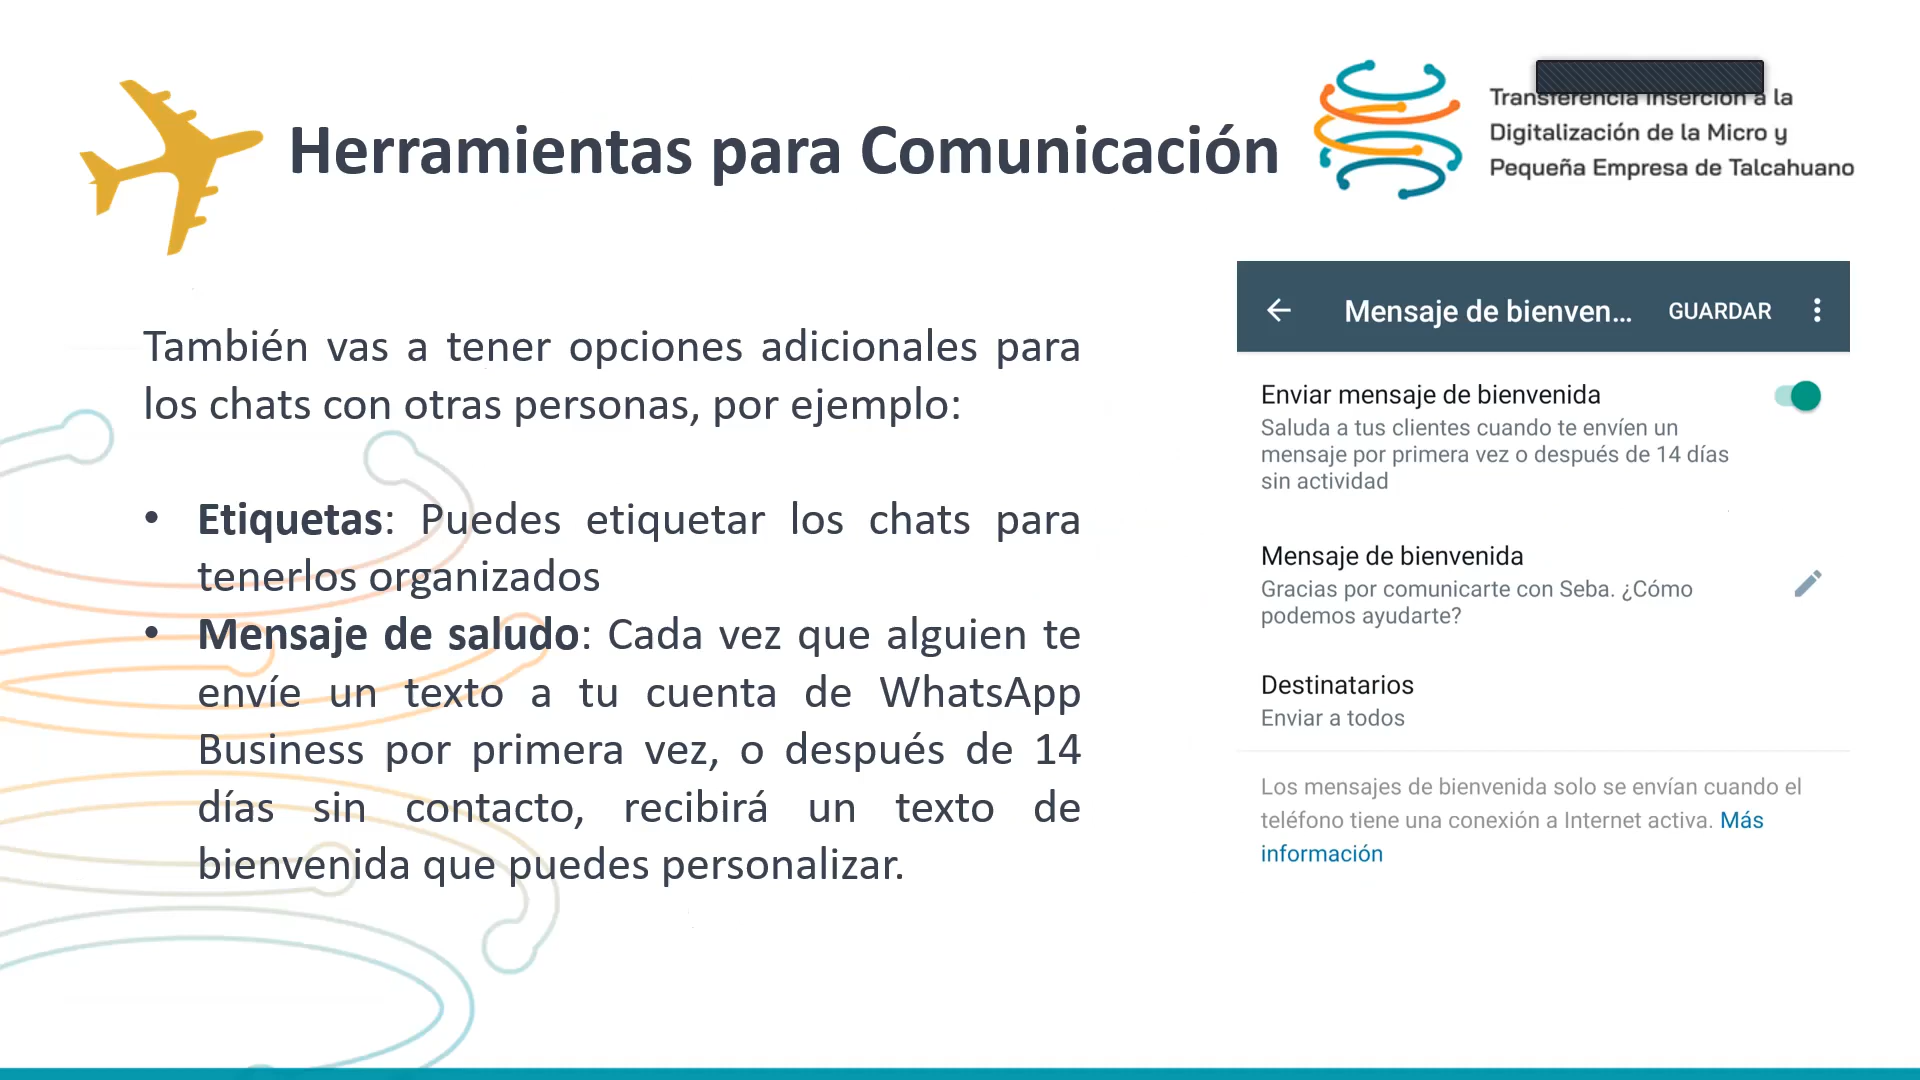 Herramientas para Comunicación
Transferencia Inserción a la
Digitalización de la Micro y
Pequeña Empresa de Talcahuano
También vas a tener opciones adicionales para
los chats con otras personas, por ejemplo:
• Etiquetas: Puedes etiquetar los chats para
tenerlos organizados
• Mensaje de saludo: Cada vez que alguien te
envíe un texto a tu cuenta de WhatsApp
Business por primera vez, o después de 14
días sin contacto, recibirá un texto de
bienvenida que puedes personalizar.
Mensaje de bienven... GUARDAR
Enviar mensaje de bienvenida
Saluda a tus clientes cuando te envíen un
mensaje por primera vez o después de 14 días
sin actividad
Mensaje de bienvenida
Gracias por comunicarte con Seba. ¿Cómo
podemos ayudarte?
Destinatarios
Enviar a todos
Los mensajes de bienvenida solo se envían cuando el
teléfono tiene una conexión a Internet activa. Más
información